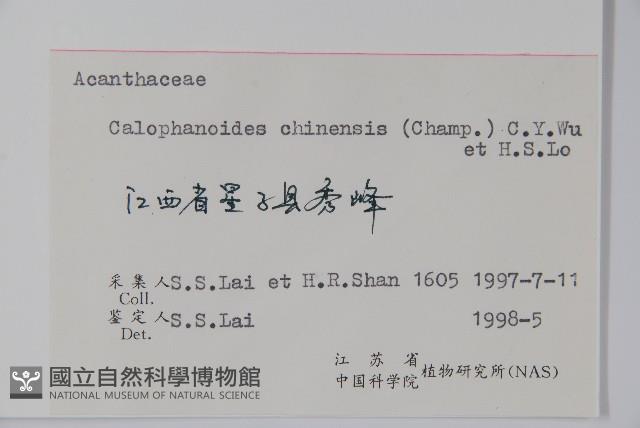 Acanthaceae
Calophanoides chinensis (Champ.) C.Y.Wu
et H.S.Lo
江西省星子县秀峰
采集人 S.S.Lai et H.R.Shan 1605 1997-7-11
Coll.
鉴定人 S.S.Lai 1998-5
Det.
江苏省
中国科学院 植物研究所(NAS)
國立自然科學博物館
NATIONAL MUSEUM OF NATURAL SCIENCE